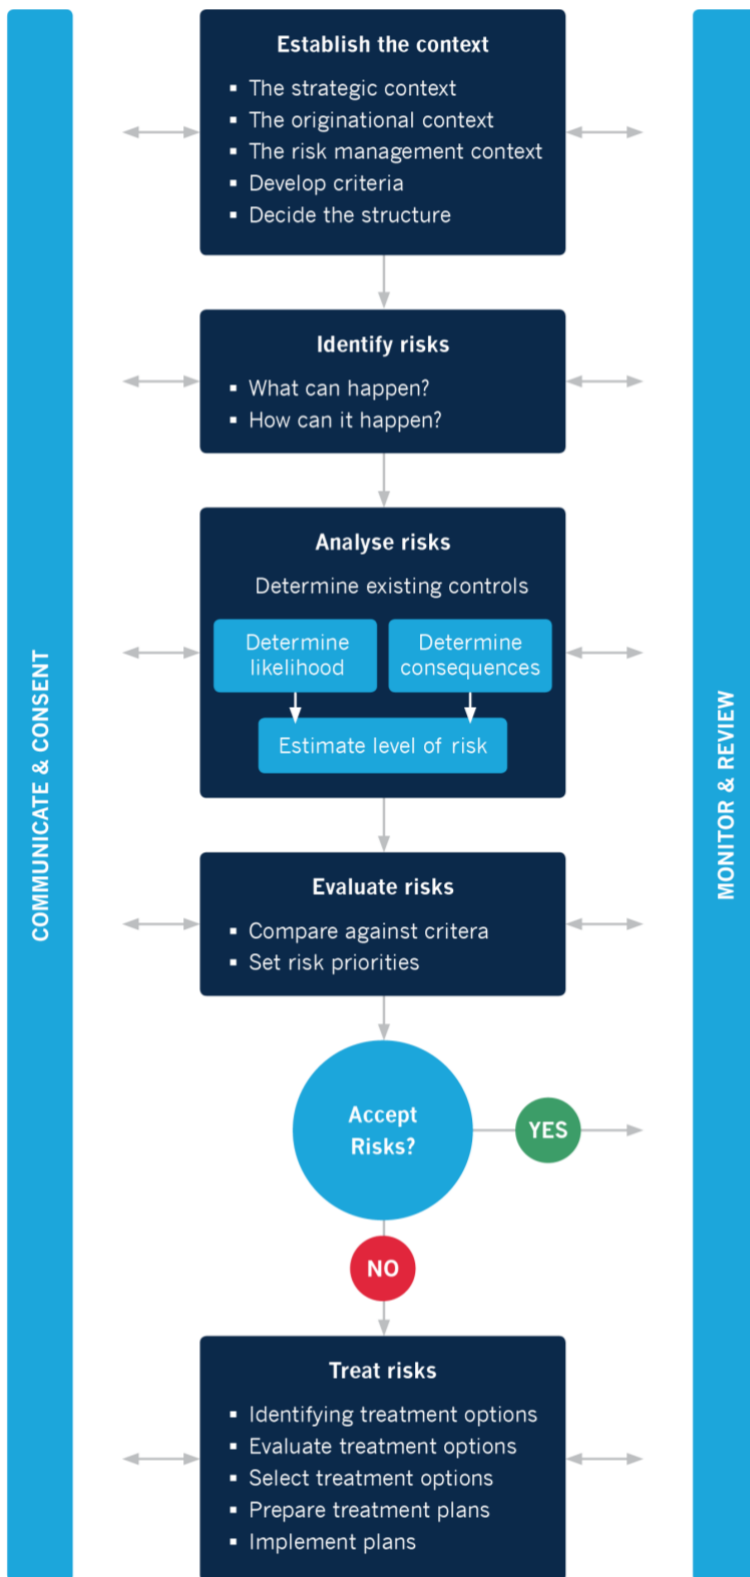 COMMUNICATE & CONSENT
Establish the context
▪ The strategic context
▪ The originational context
▪ The risk management context
▪ Develop criteria
▪ Decide the structure
Identify risks
▪ What can happen?
▪ How can it happen?
Analyse risks
Determine existing controls
Determine
likelihood
Determine
consequences
Estimate level of risk
Evaluate risks
▪ Compare against critera
▪ Set risk priorities
Accept
Risks?
YES
NO
Treat risks
▪ Identifying treatment options
▪ Evaluate treatment options
▪ Select treatment options
▪ Prepare treatment plans
▪ Implement plans
MONITOR & REVIEW